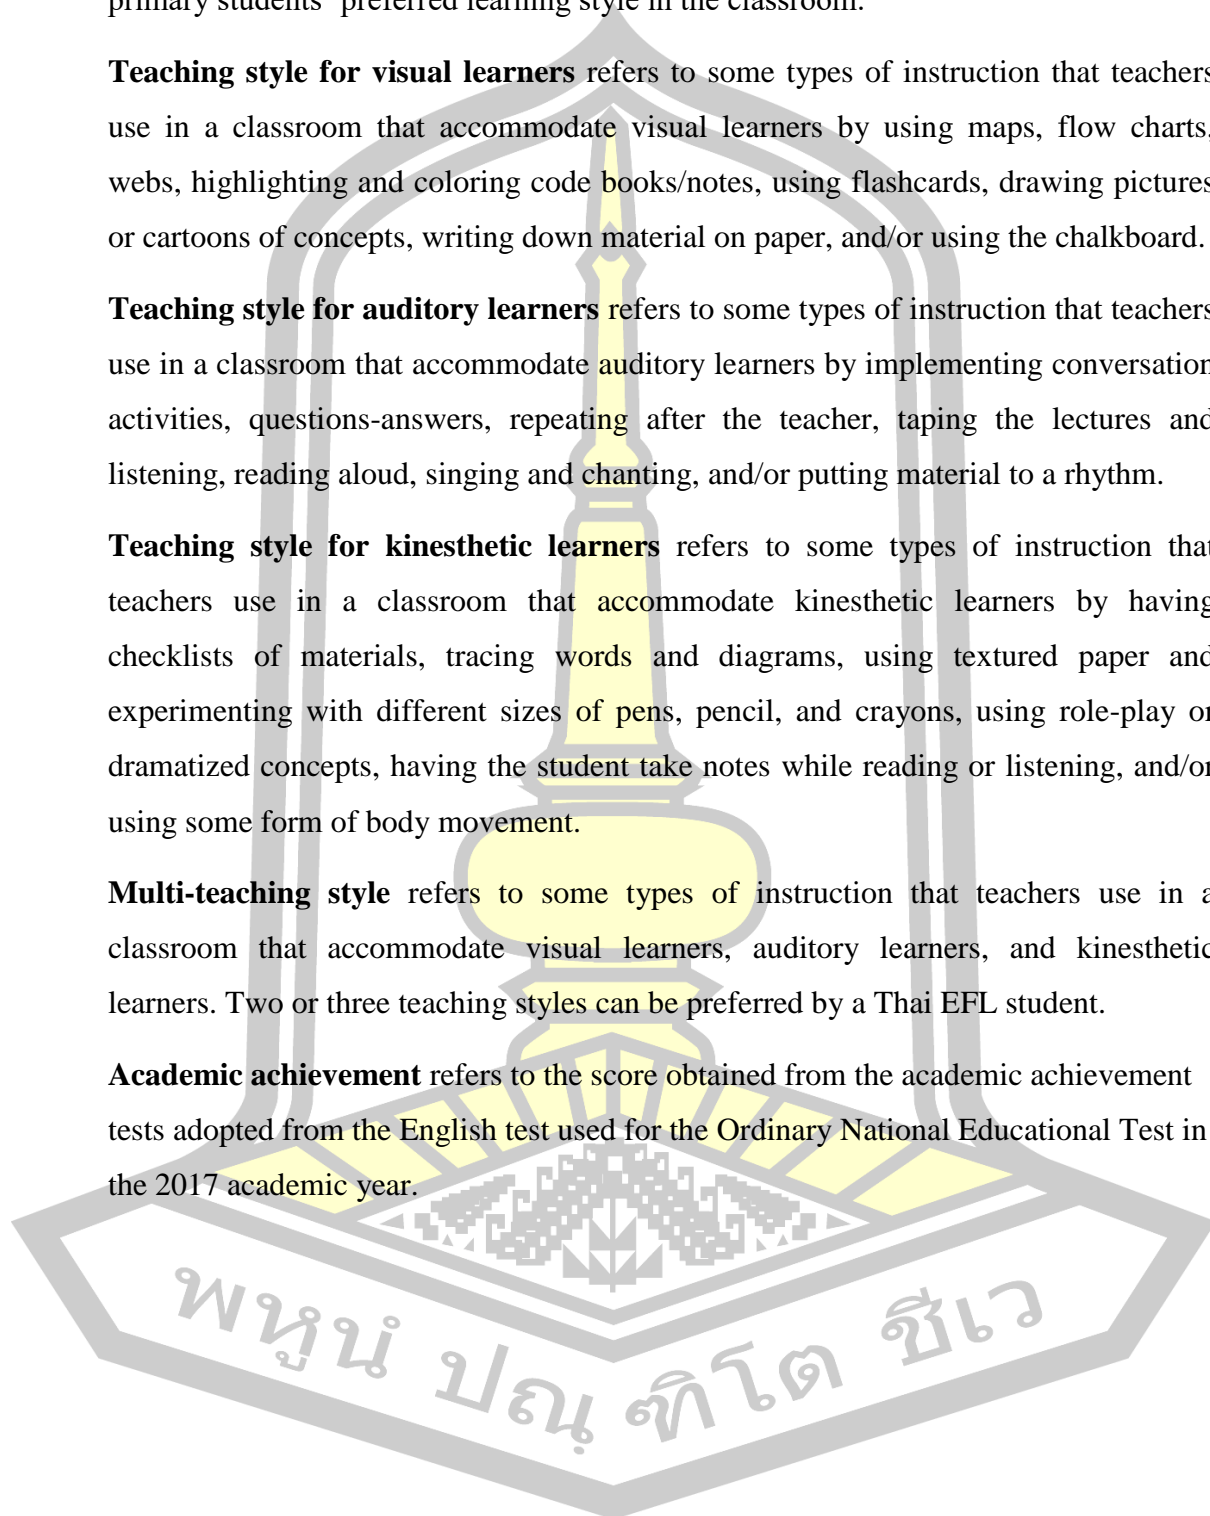 primary students' preferred learning style in the classroom.
Teaching style for visual learners refers to some types of instruction that teachers
use in a classroom that accommodate visual learners by using maps, flow charts,
webs, highlighting and coloring code books/notes, using flashcards, drawing pictures
or cartoons of concepts, writing down material on paper, and/or using the chalkboard.
Teaching style for auditory learners refers to some types of instruction that teachers
use in a classroom that accommodate auditory learners by implementing conversation
activities, questions-answers, repeating after the teacher, taping the lectures and
listening, reading aloud, singing and chanting, and/or putting material to a rhythm.
Teaching style for kinesthetic learners refers to some types of instruction that
teachers use in a classroom that accommodate kinesthetic learners by having
checklists of materials, tracing words and diagrams, using textured paper and
experimenting with different sizes of pens, pencil, and crayons, using role-play or
dramatized concepts, having the student take notes while reading or listening, and/or
using some form of body movement.
Multi-teaching style refers to some types of instruction that teachers use in a
classroom that accommodate visual learners, auditory learners, and kinesthetic
learners. Two or three teaching styles can be preferred by a Thai EFL student.
Academic achievement refers to the score obtained from the academic achievement
tests adopted from the English test used for the Ordinary National Educational Test in
the 2017 academic year.
พหูนํ ปณฺฑิโต ชีเว